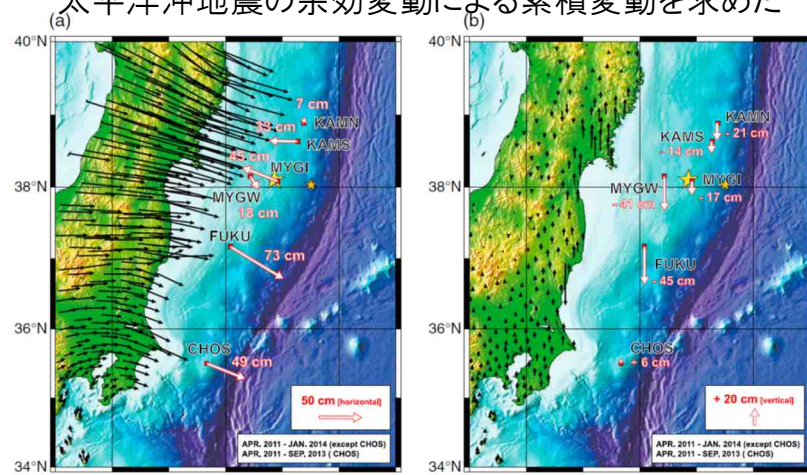 太平洋沖地震の余効変動による累積変動を求めた
(a)
40°N
38°N
36°N
34°N
7 cm
KAMN
33 cm
KAMS
45 cm
MYGI
MYGW
18 cm
FUKU
73 cm
CHOS
49 cm
50 cm [horizontal]
APR. 2011 - JAN. 2014 (except CHOS)
APR. 2011 - SEP. 2013 ( CHOS)
(b)
40°N
38°N
36°N
34°N
KAMN
- 21 cm
KAMS
- 14 cm
MYGI
- 17 cm
MYGW
- 41 cm
FUKU
- 45 cm
CHOS
+ 6 cm
+ 20 cm [vertical]
APR. 2011 - JAN. 2014 (except CHOS)
APR. 2011 - SEP, 2013 ( CHOS)